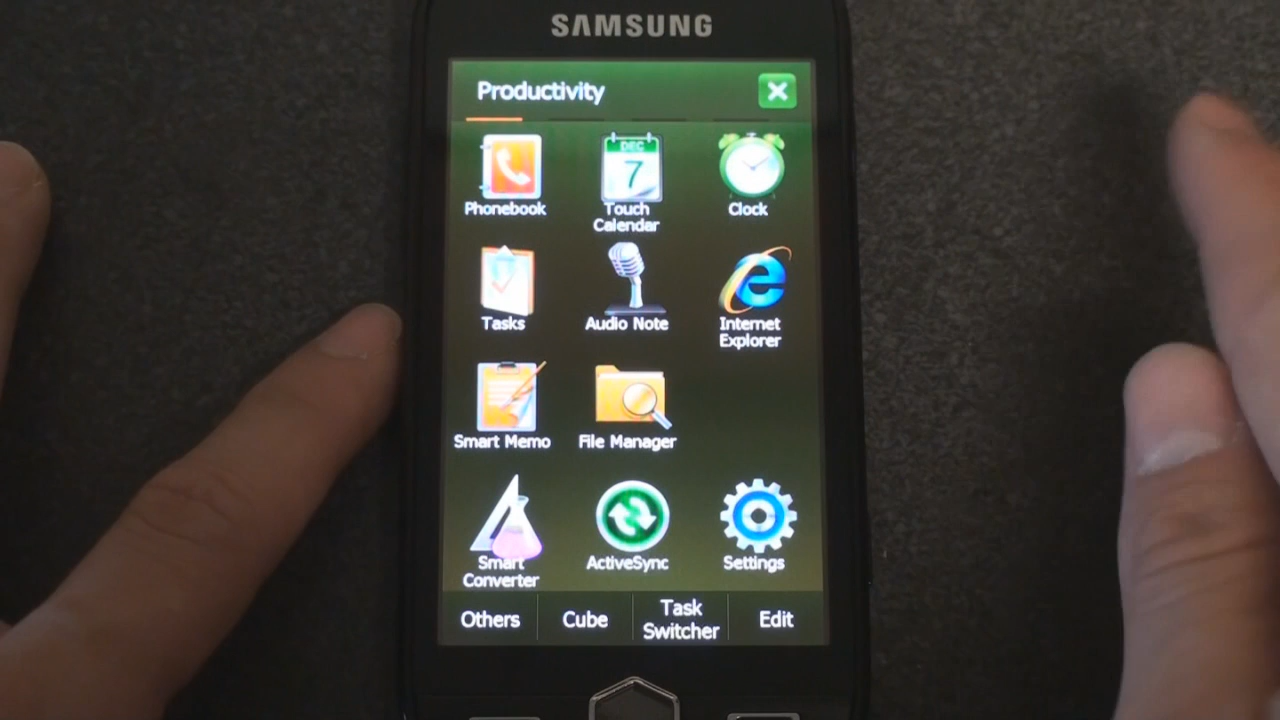 SAMSUNG
Productivity
DEC
7
Phonebook
Touch
Calendar
Clock
Tasks
Audio Note
Internet
Explorer
Smart Memo
File Manager
Smart
Converter
ActiveSync
Settings
Others
Cube
Task
Switcher
Edit